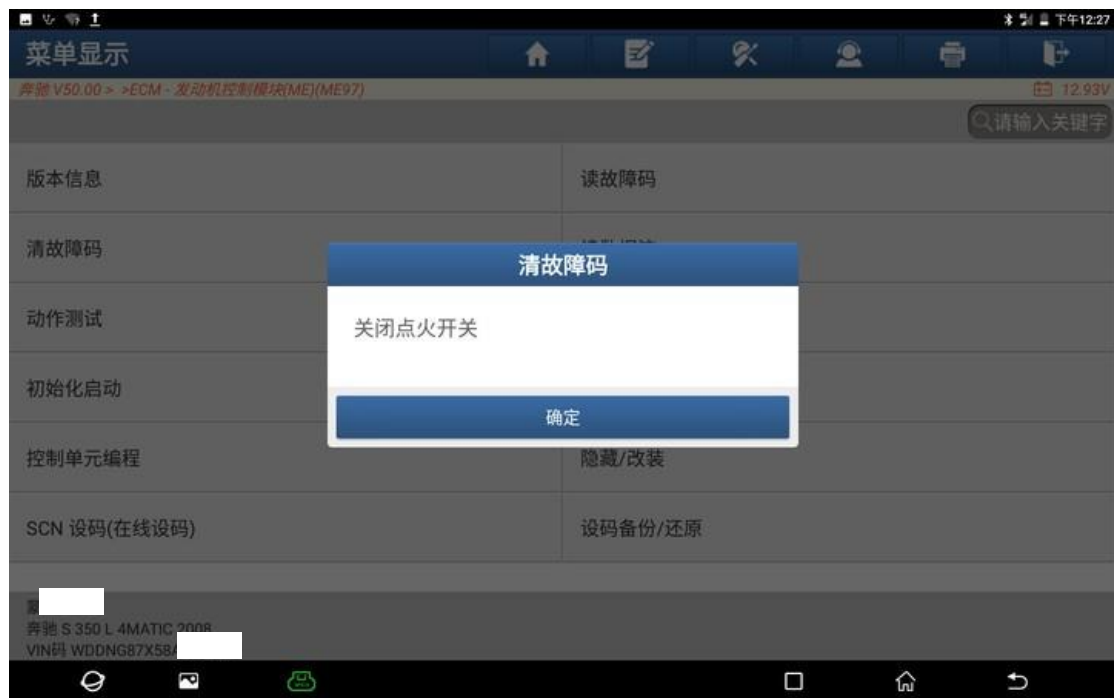 下午12:27
菜单显示
奔驰 V50.00 > >ECM - 发动机控制模块(ME)(ME97)
12.93V
请输入关键字
版本信息
读故障码
清故障码
动作测试
清故障码
关闭点火开关
确定
初始化启动
控制单元编程
隐藏/改装
SCN 设码(在线设码)
设码备份/还原
奔驰 S 350 L 4MATIC 2008
VIN码 WDDNG87X58A